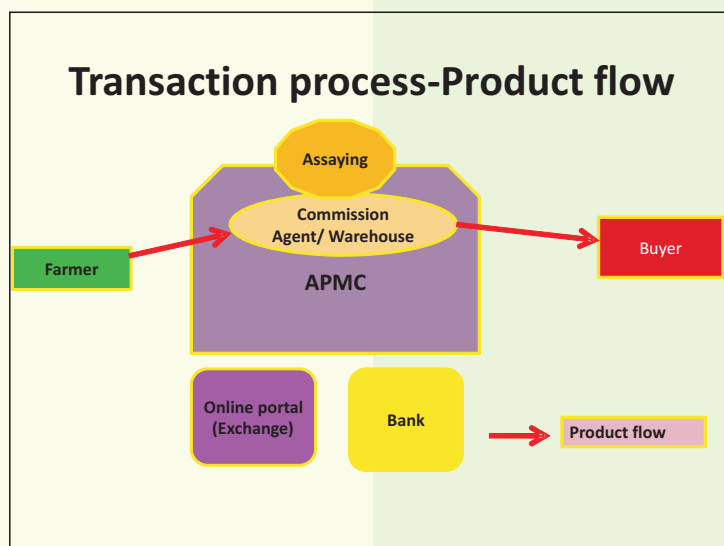 Transaction process-Product flow
Assaying
Commission
Agent/ Warehouse
Farmer
Buyer
APMC
Online portal
(Exchange)
Bank
Product flow